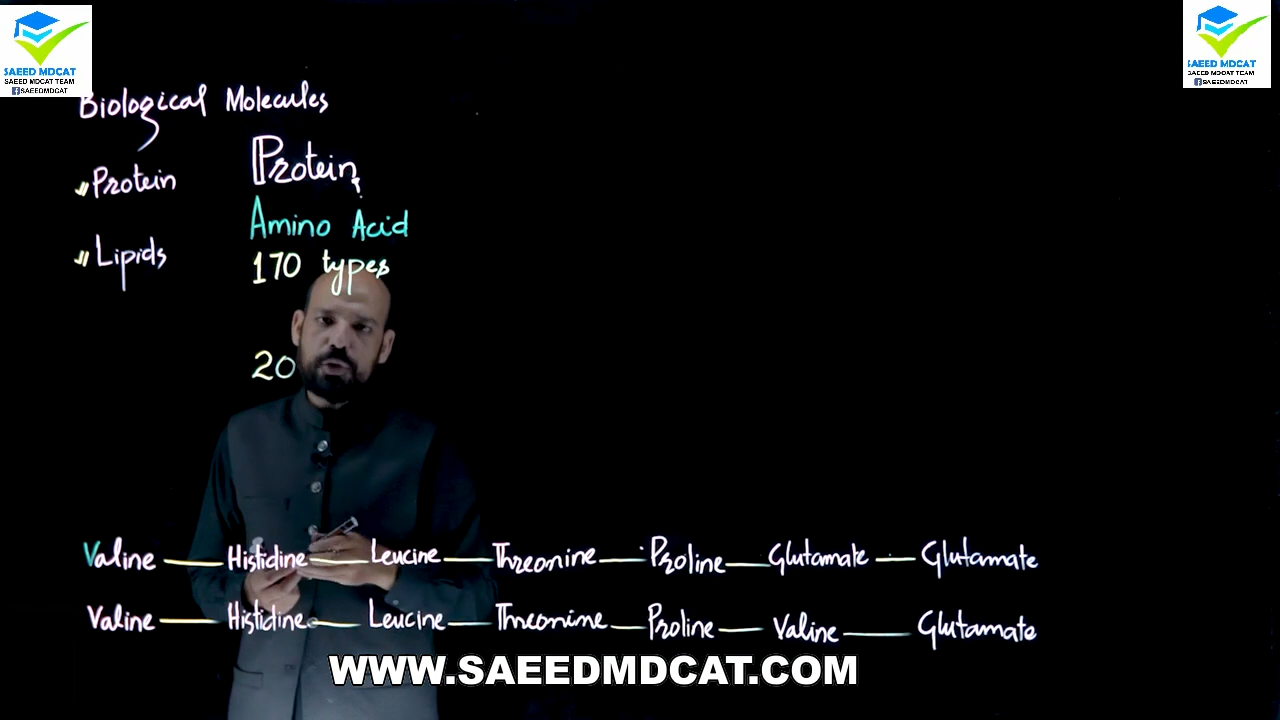 SAEED MDCAT
SAEED MDCAT TEAM
SAEEDMDCAT
SAEED MDCAT
SAEED MDCAT TEAM
SAEEDMDCAT
Biological Molecules
Protein
Lipids
Protein
Amino Acid
170 types
20
Valine — Histidine — Leucine — Threonine — Proline — Glutamate — Glutamate
Valine — Histidine — Leucine — Threonine — Proline — Valine — Glutamate
WWW.SAEEDMDCAT.COM